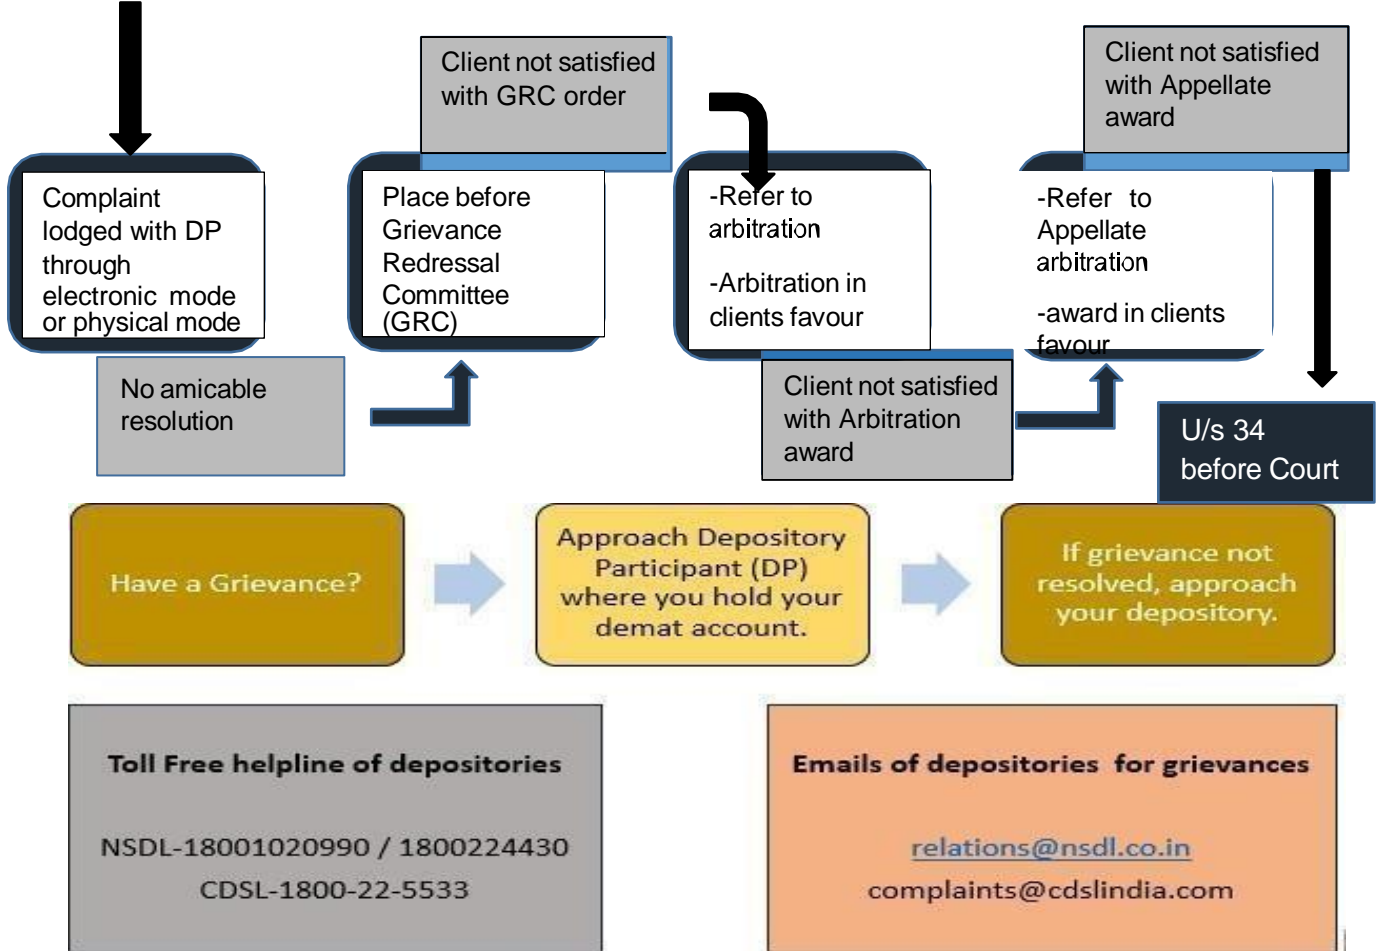 Client not satisfied
with GRC order
Client not satisfied
with Appellate
award
Complaint
lodged with DP
through
electronic mode
or physical mode
Place before
Grievance
Redressal
Committee
(GRC)
-Refer to
arbitration
-Arbitration in
clients favour
-Refer to
Appellate
arbitration
-award in clients
favour
No amicable
resolution
Client not satisfied
with Arbitration
award
U/s 34
before Court
Have a Grievance?
Approach Depository
Participant (DP)
where you hold your
demat account.
If grievance not
resolved, approach
your depository.
Toll Free helpline of depositories
NSDL-18001020990 / 1800224430
CDSL-1800-22-5533
Emails of depositories for grievances
relations@nsdl.co.in
complaints@cdslindia.com